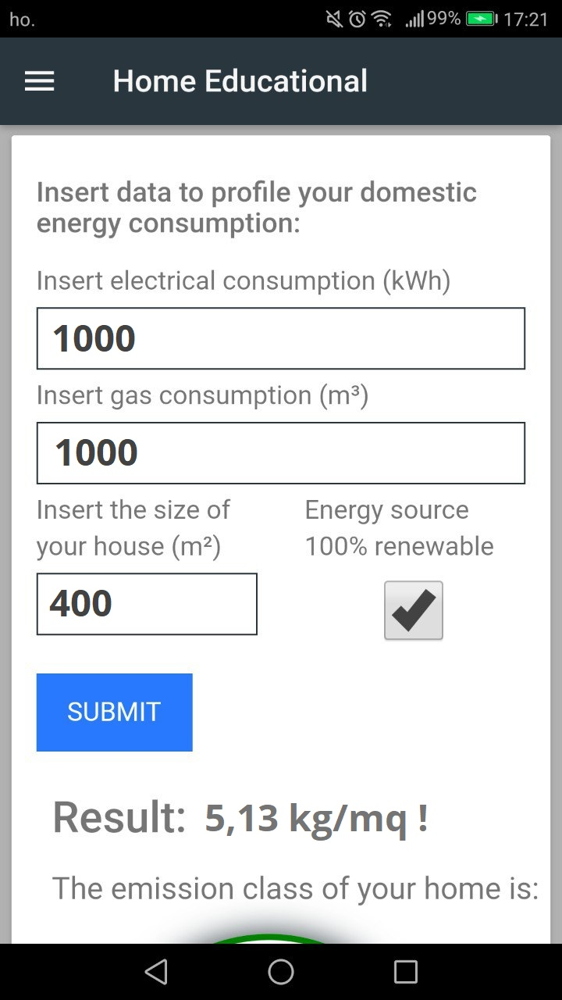 ho.
99%
17:21
Home Educational
Insert data to profile your domestic
energy consumption:
Insert electrical consumption (kWh)
1000
Insert gas consumption (m³)
1000
Insert the size of
your house (m²)
Energy source
100% renewable
400
SUBMIT
Result: 5,13 kg/mq !
The emission class of your home is: